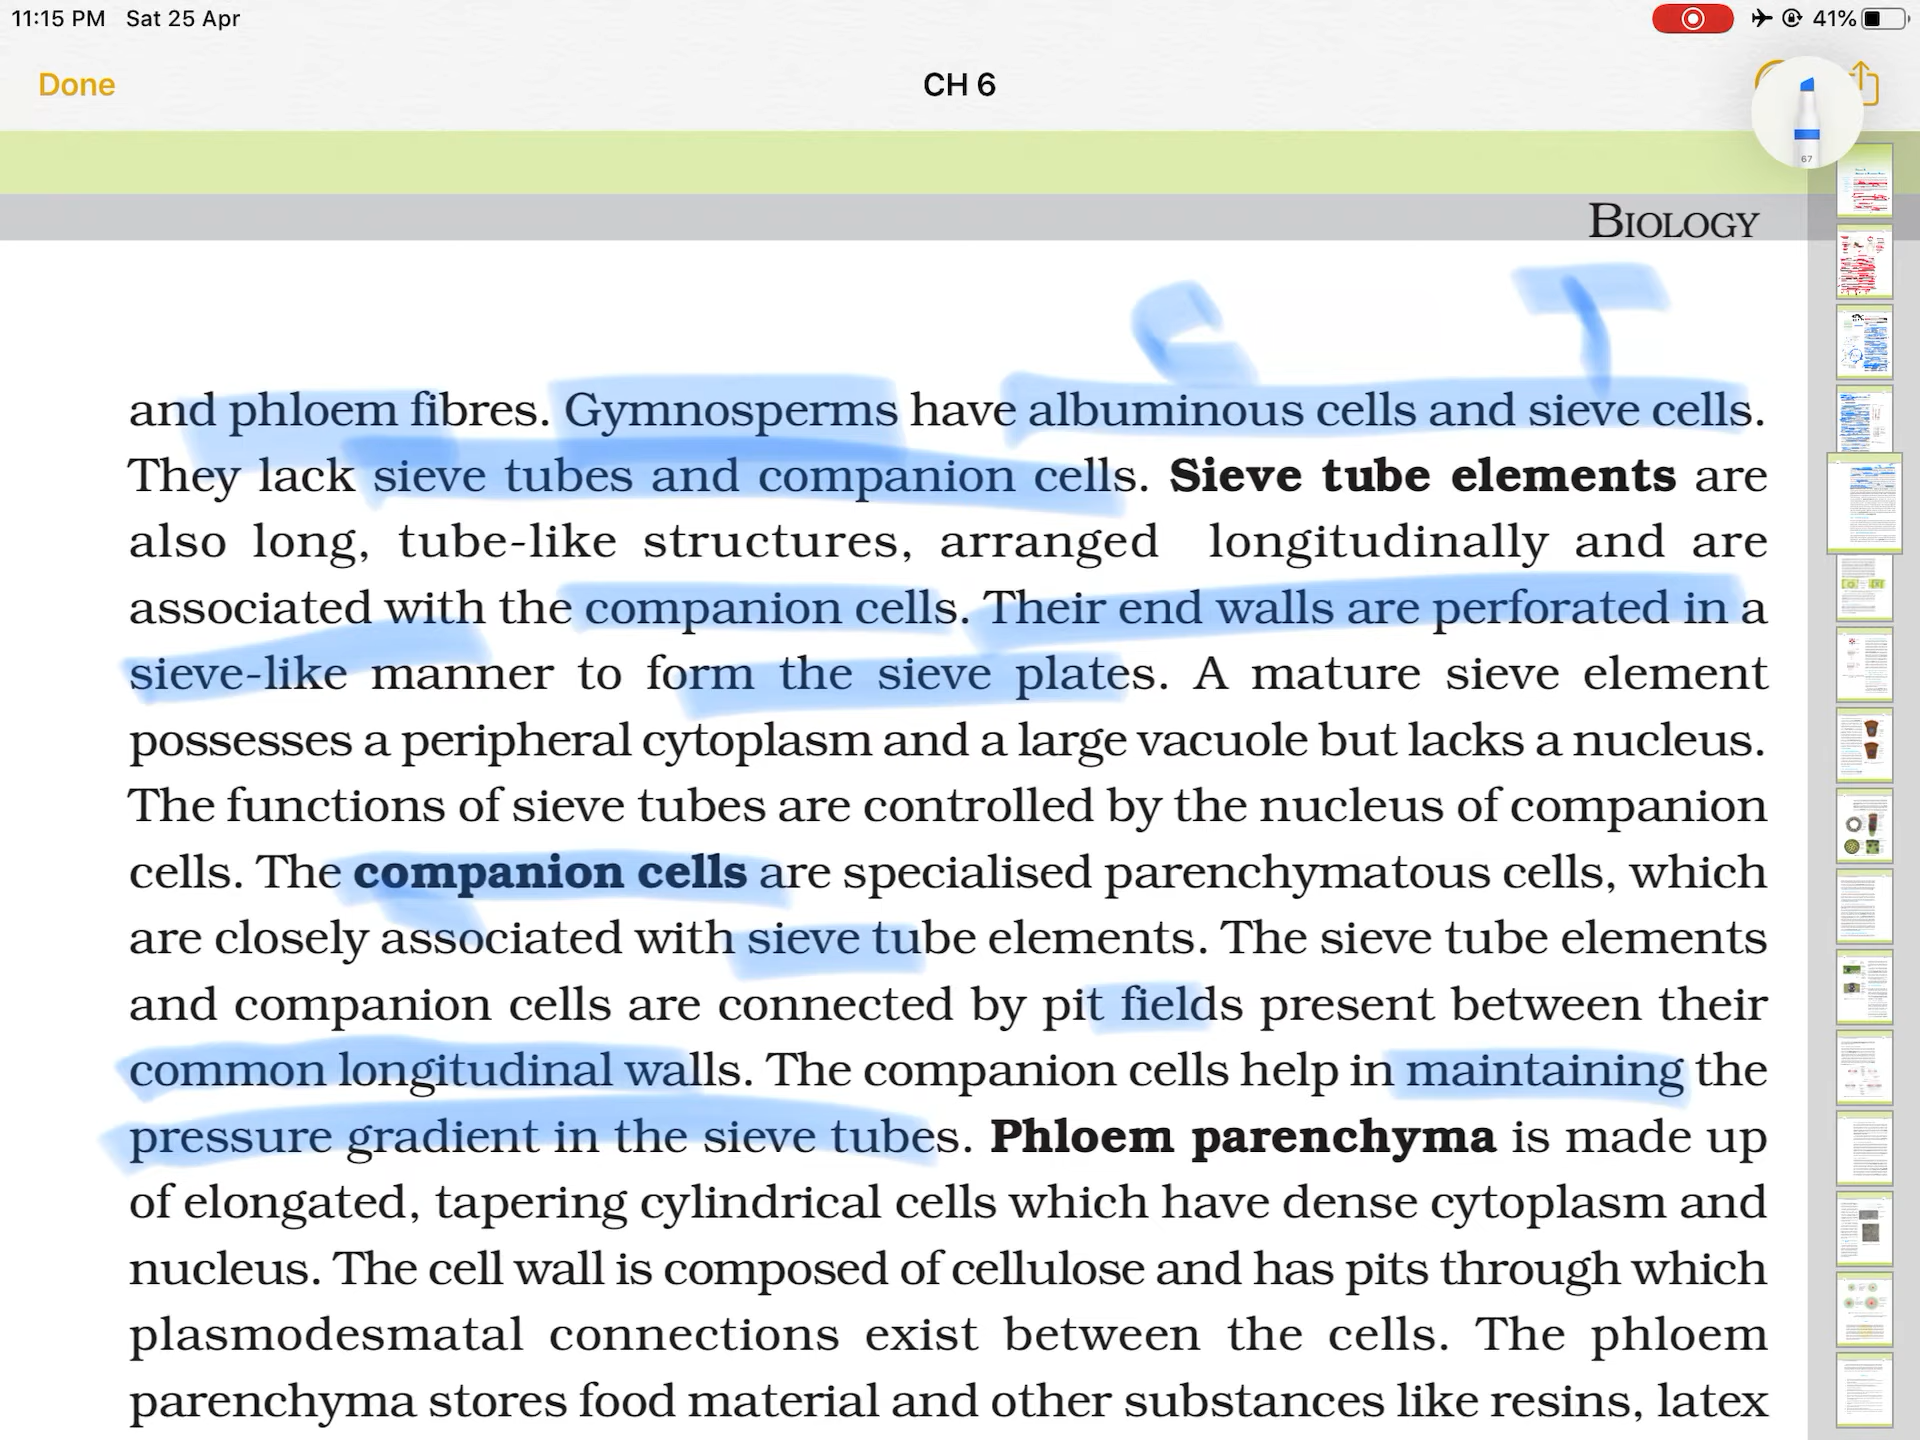 11:15 PM Sat 25 Apr
41%
Done
CH 6
67
BIOLOGY
C T
and phloem fibres. Gymnosperms have albuminous cells and sieve cells.
They lack sieve tubes and companion cells. Sieve tube elements are
also long, tube-like structures, arranged longitudinally and are
associated with the companion cells. Their end walls are perforated in a
sieve-like manner to form the sieve plates. A mature sieve element
possesses a peripheral cytoplasm and a large vacuole but lacks a nucleus.
The functions of sieve tubes are controlled by the nucleus of companion
cells. The companion cells are specialised parenchymatous cells, which
are closely associated with sieve tube elements. The sieve tube elements
and companion cells are connected by pit fields present between their
common longitudinal walls. The companion cells help in maintaining the
pressure gradient in the sieve tubes. Phloem parenchyma is made up
of elongated, tapering cylindrical cells which have dense cytoplasm and
nucleus. The cell wall is composed of cellulose and has pits through which
plasmodesmatal connections exist between the cells. The phloem
parenchyma stores food material and other substances like resins, latex